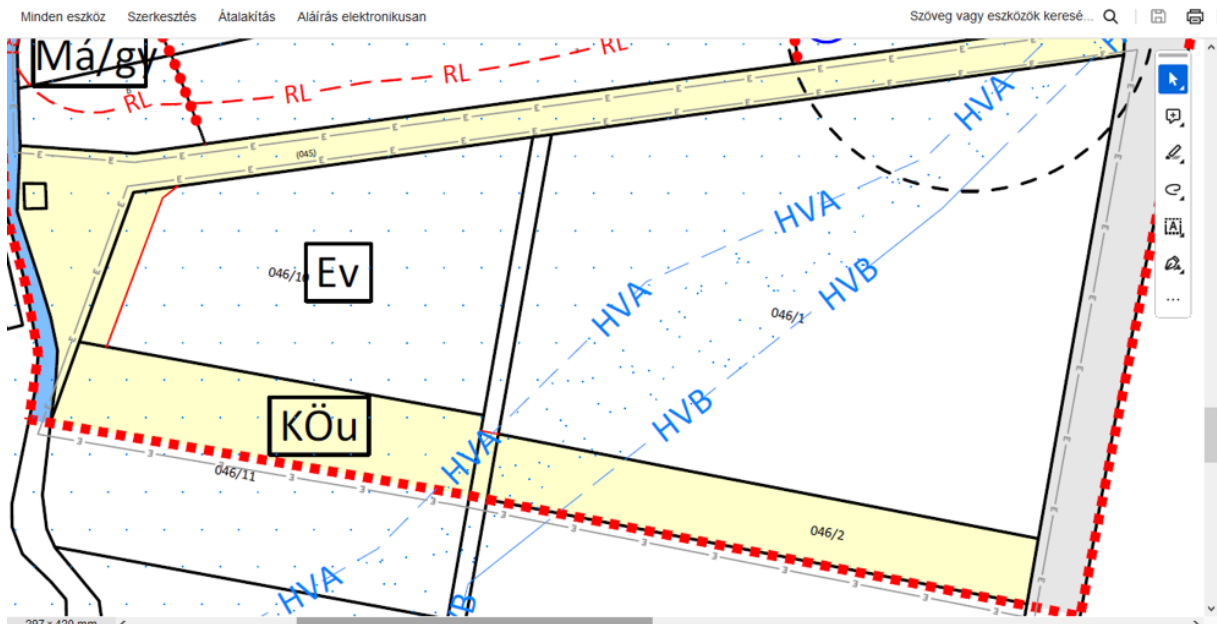 Minden eszköz Szerkesztés Átalakítás Aláírás elektronikusan Szöveg vagy eszközök keresé...
Má/gy
RL RL RL RL
HVA
(045)
HVA
Ev
046/10
HVB
HVA
046/1
HVB
KÖu
HVA
046/11
046/2
HVA
VB